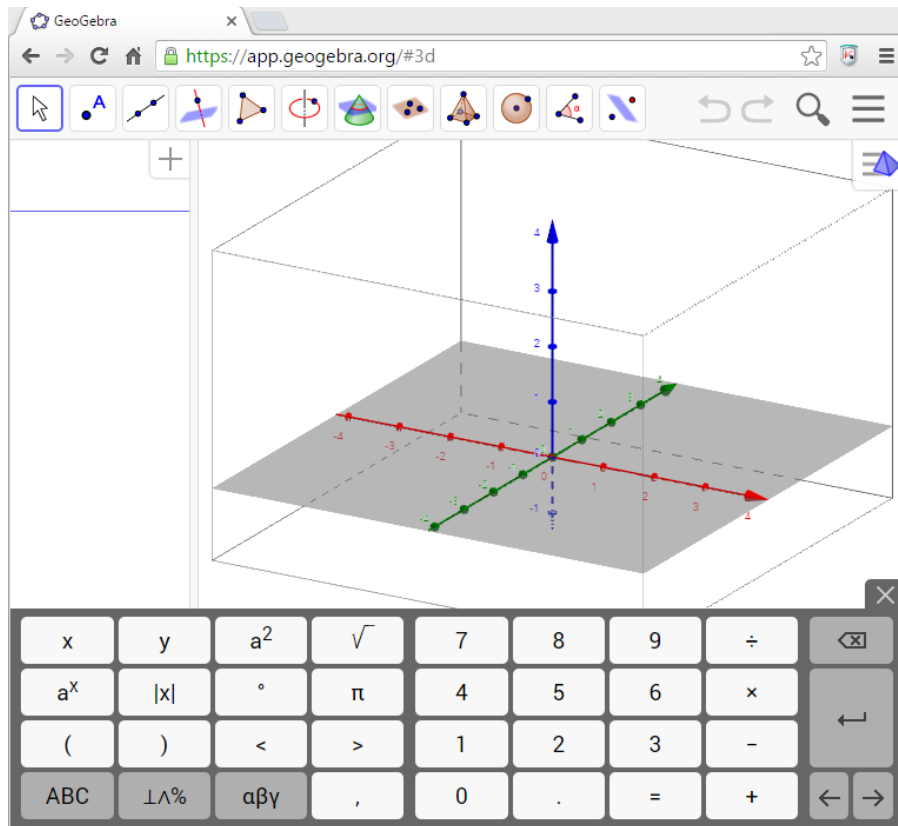 GeoGebra
https://app.geogebra.org/#3d
A
α
4
3
2
1
-1
-4
-3
-2
-1
0
1
2
3
4
x y a² √ 7 8 9 ÷
aˣ |x| ° π 4 5 6 ×
( ) < > 1 2 3 −
ABC ⊥∧% αβγ , 0 . = +